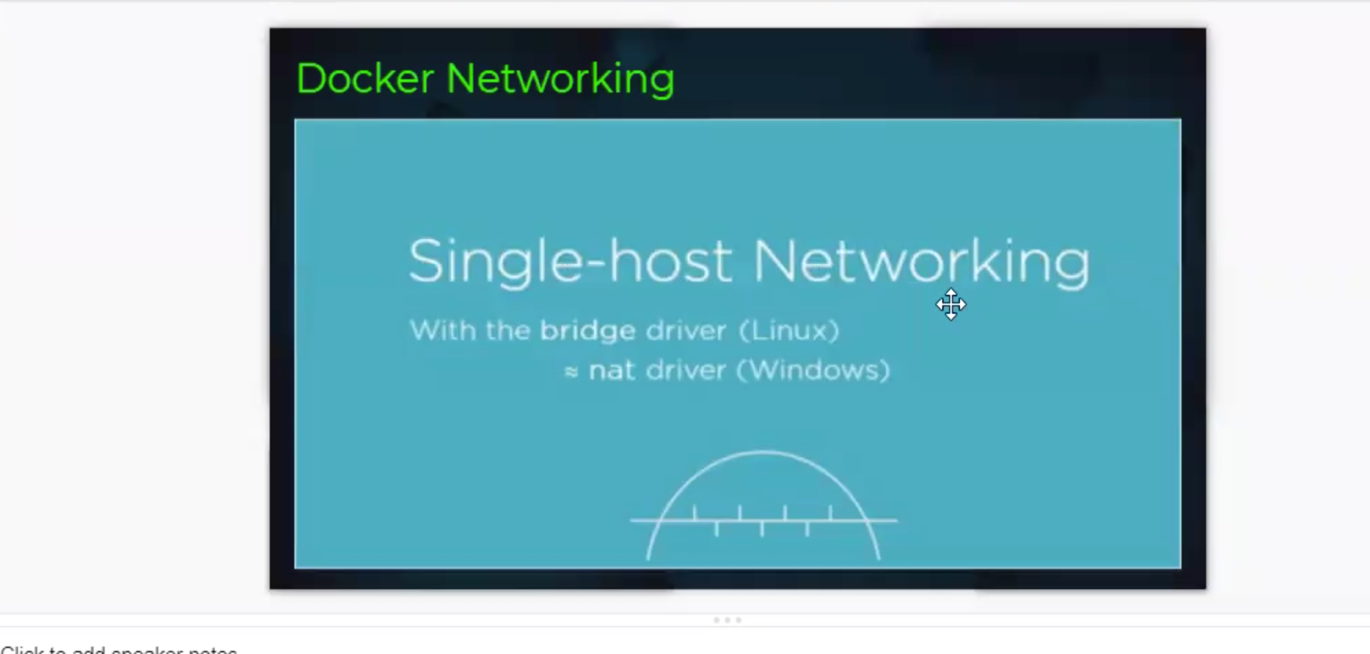 Docker Networking
Single-host Networking
With the bridge driver (Linux)
≈ nat driver (Windows)
Click to add speaker notes